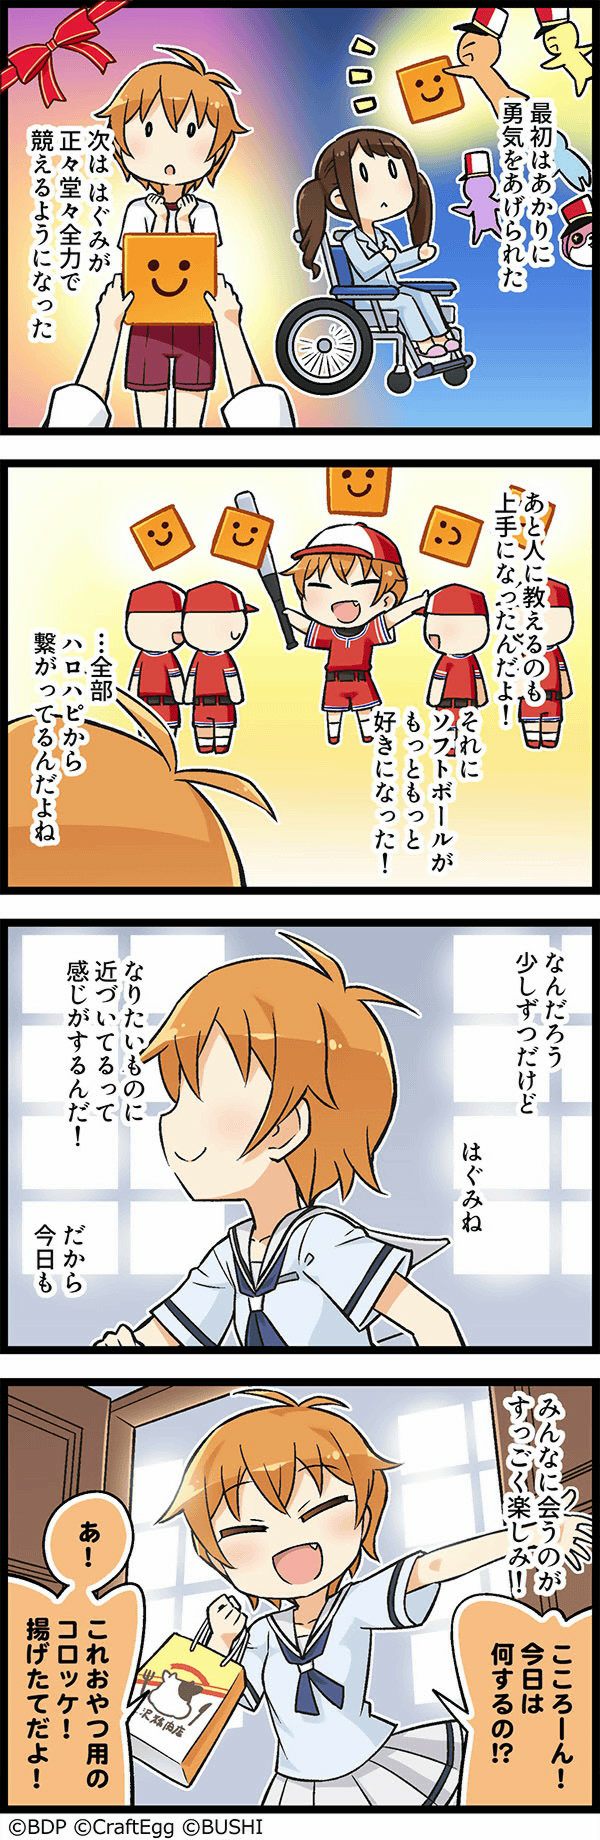 最初はあかりに
勇気をあげられた
次は はぐみが
正々堂々全力で
競えるようになった
あと人に教えるのも
上手になったんだよ！
それに
ソフトボールが
もっともっと
好きになった！
…全部
ハロハピから
繋がってるんだよね
なんだろう
少しずつだけど
はぐみね
なりたいものに
近づいてるって
感じがするんだ！
だから
今日も
みんなに会うのが
すっごく楽しみ!!
こころーん！
今日は
何するの!?
あ！
これおやつ用の
コロッケ！
揚げたてだよ！
沢精肉店
©BDP ©CraftEgg ©BUSHI